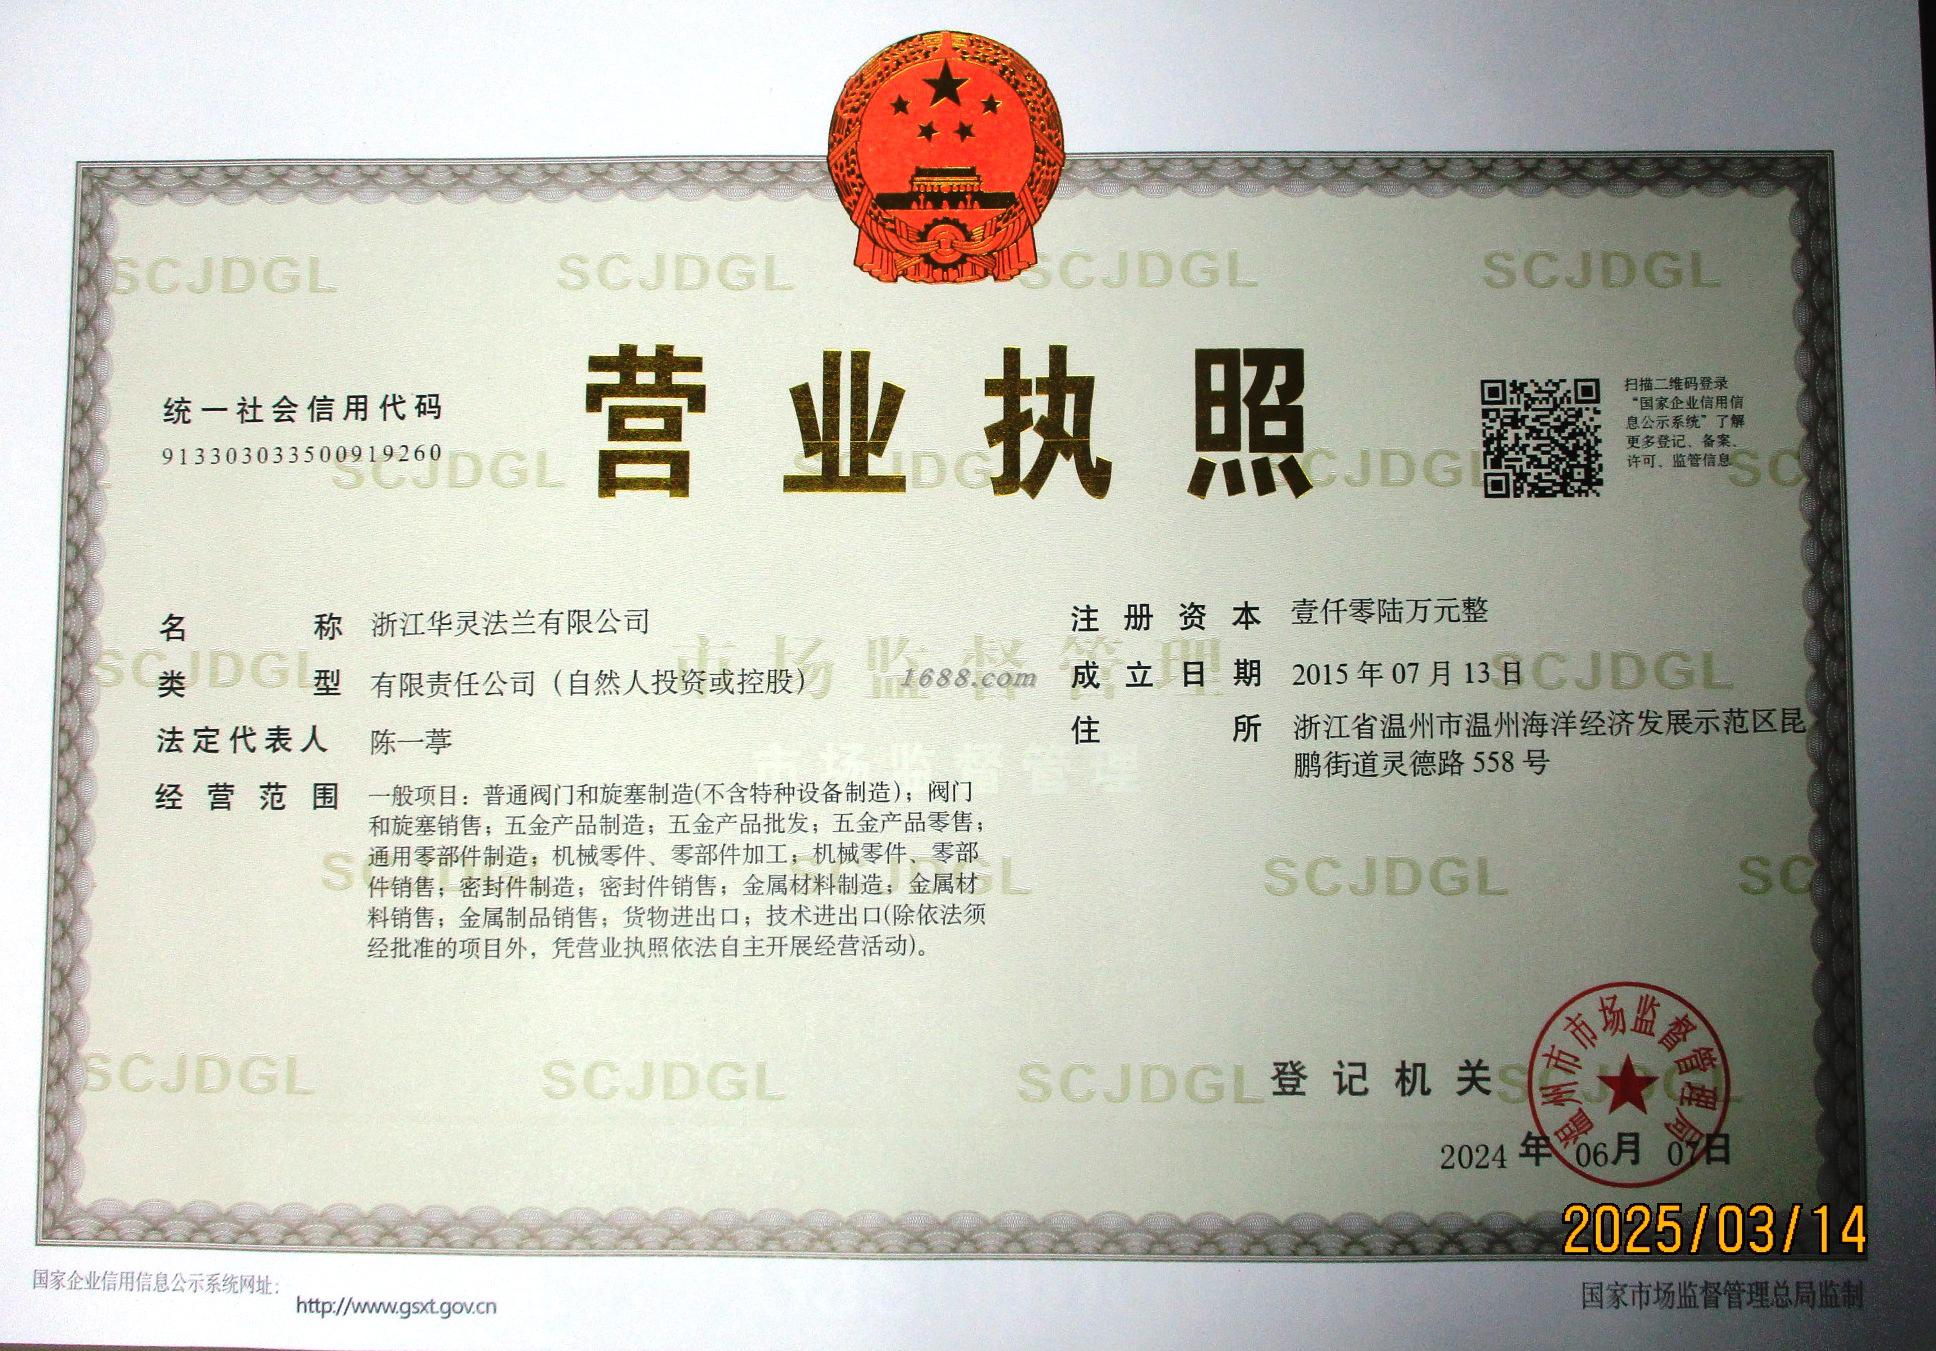 营业执照
统一社会信用代码
913303033500919260
扫描二维码登录
“国家企业信用信
息公示系统”了解
更多登记、备案、
许可、监管信息
名称 浙江华灵法兰有限公司
类型 有限责任公司（自然人投资或控股）
法定代表人 陈一葶
经营范围 一般项目：普通阀门和旋塞制造(不含特种设备制造)；阀门
和旋塞销售；五金产品制造；五金产品批发；五金产品零售；
通用零部件制造；机械零件、零部件加工；机械零件、零部
件销售；密封件制造；密封件销售；金属材料制造；金属材
料销售；金属制品销售；货物进出口；技术进出口(除依法须
经批准的项目外，凭营业执照依法自主开展经营活动)。
注册资本 壹仟零陆万元整
成立日期 2015年07月13日
住所 浙江省温州市温州海洋经济发展示范区昆
鹏街道灵德路558号
市场监督管理
市场监督管理
1688.com
SCJDGL SCJDGL SCJDGL SCJDGL
登记机关
温州市市场监督管理局
2024年06月07日
2025/03/14
国家企业信用信息公示系统网址：
http://www.gsxt.gov.cn
国家市场监督管理总局监制